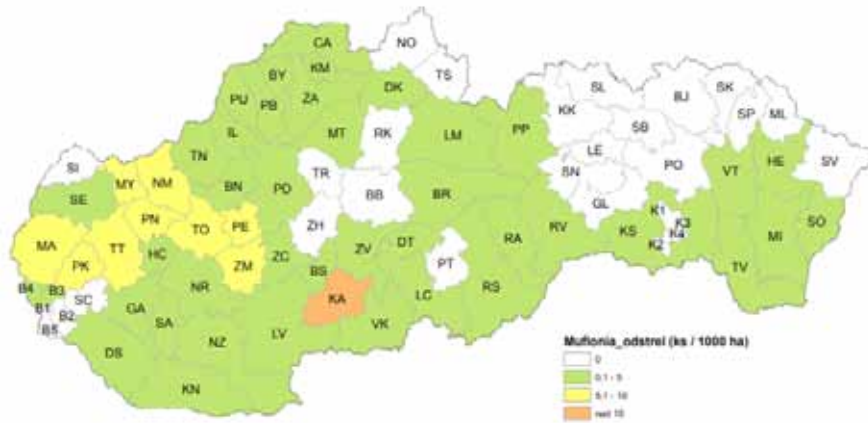 CA
NO
KM
TS
BY
DK
SL
SK
PU
PB
ZA
KK
BJ
SP
ML
IL
MT
RK
LM
PP
SB
TN
LE
PO
HE
SV
SI
MY
NM
TR
SN
VT
BN
PD
BB
BR
SE
GL
PN
TO
PE
ZH
K1
K3
SO
MA
TT
HC
ZV
DT
RA
KV
KS
K2
K4
MI
PK
ZM
ZC
BS
PT
TV
B4
B3
SC
NR
KA
LC
RS
B1
B2
GA
B5
SA
LV
VK
DS
NZ
KN
Muflonia_odstrel (ks / 1000 ha)
0
0,1 - 5
5,1 - 10
nad 10